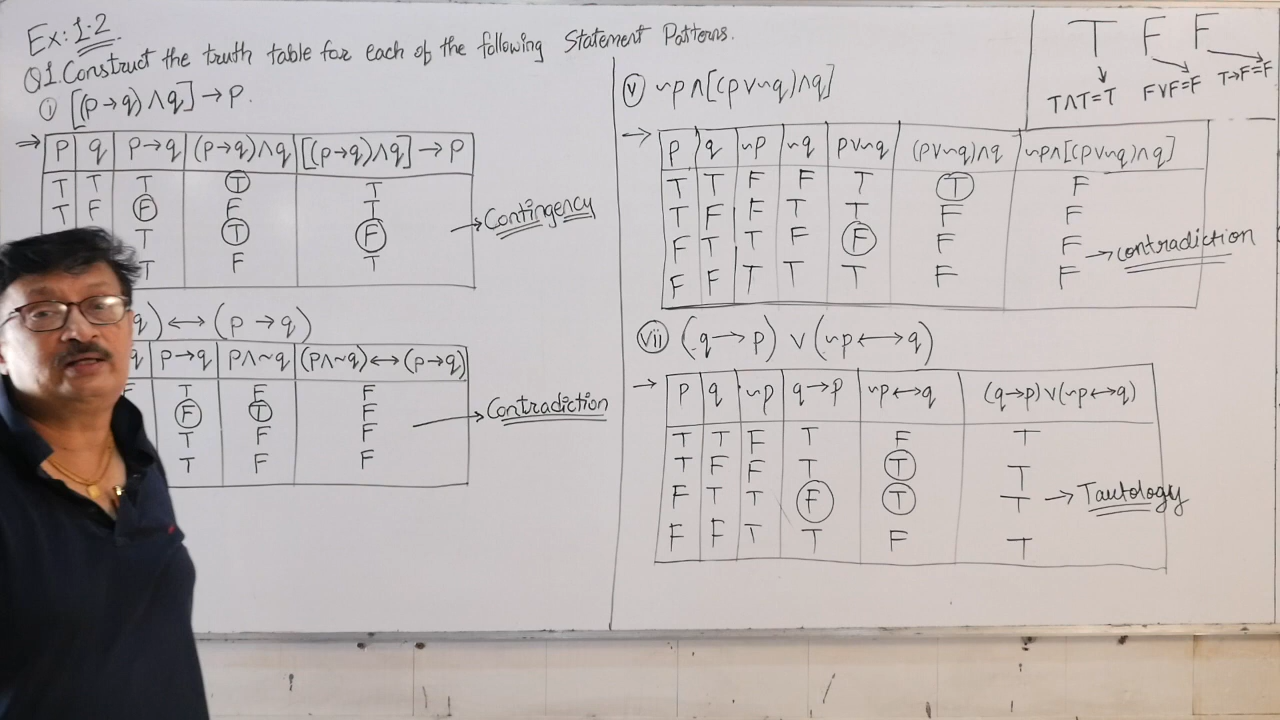 Ex: 1.2.
Q1. Construct the truth table for each of the following Statement Patterns.
i [(p→q)∧q]→p.
⇒ p q p→q (p→q)∧q [(p→q)∧q]→p
T T T T T
T F F F T
T T F
T F T
→ Contingency
q)↔(p→q)
q p→q p∧~q (p∧~q)↔(p→q)
F T F F
F T F
T F F
T F F
→ Contradiction
T F F
T∧T=T F∨F=F T→F=F
v ~p∧[(p∨~q)∧q]
→ p q ~p ~q p∨~q (p∨~q)∧q ~p∧[(p∨~q)∧q]
T T F F T T F
T F F T T F F
F T T F F F F
F F T T T F F
→ contradiction
vii (q→p)∨(~p↔q)
→ p q ~p q→p ~p↔q (q→p)∨(~p↔q)
T T F T F T
T F F T T T
F T T F T T → Tautology
F F T T F T